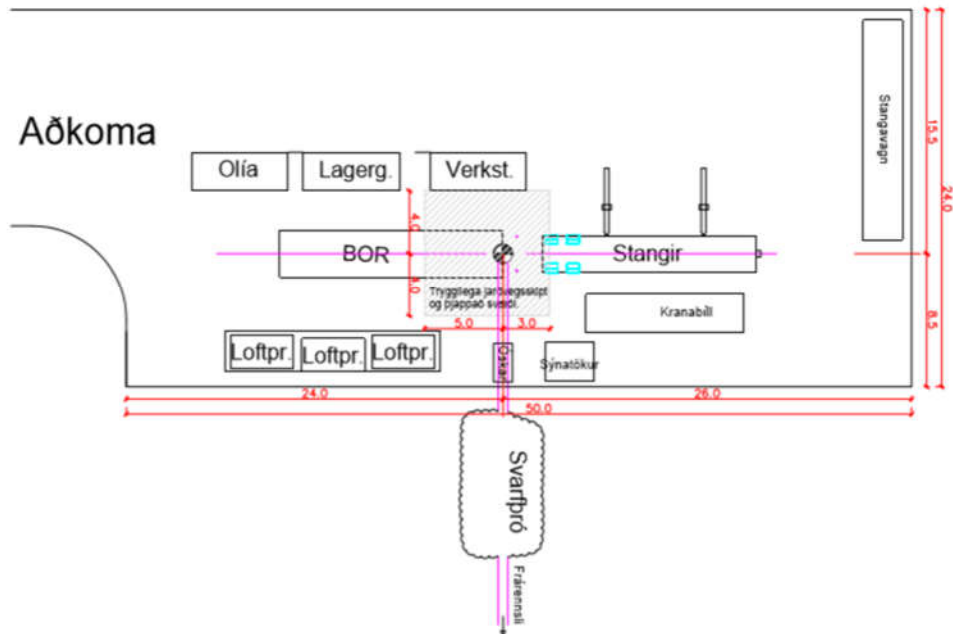 Aðkoma
Olía
Lagerg.
Verkst.
Stangavagn
15.5
24.0
4.0
BOR
Stangir
4.0
Tryggilega jarðvegsskipt
og þjappað svæði.
5.0
3.0
Kranabíll
8.5
Loftpr.
Loftpr.
Loftpr.
Sýnatökur
24.0
26.0
50.0
Svarfþró
Frárennsli